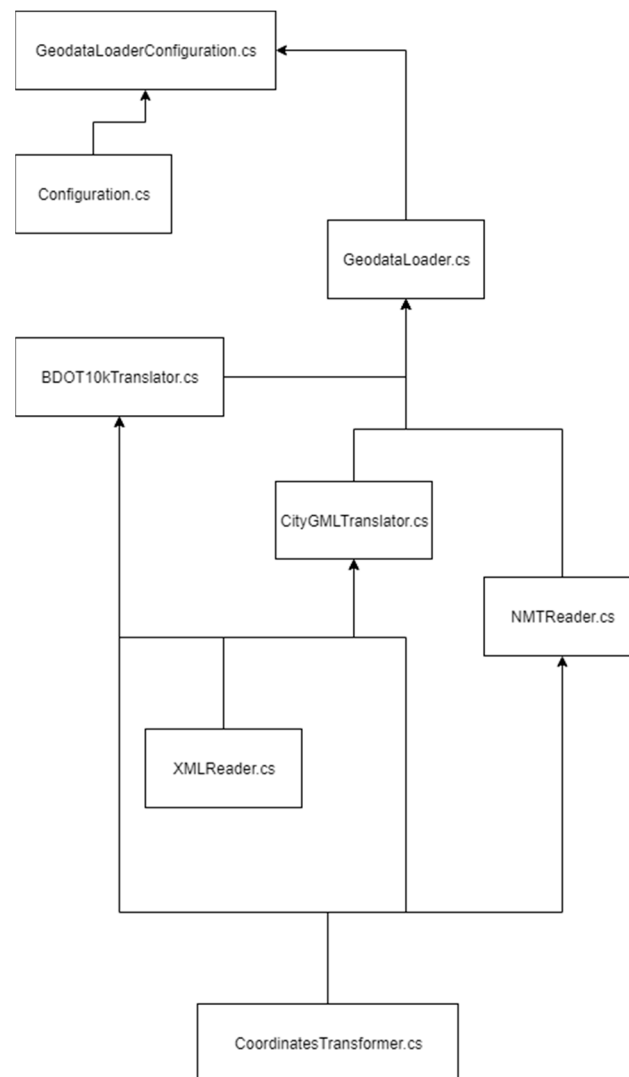 GeodataLoaderConfiguration.cs
Configuration.cs
GeodataLoader.cs
BDOT10kTranslator.cs
CityGMLTranslator.cs
NMTReader.cs
XMLReader.cs
CoordinatesTransformer.cs